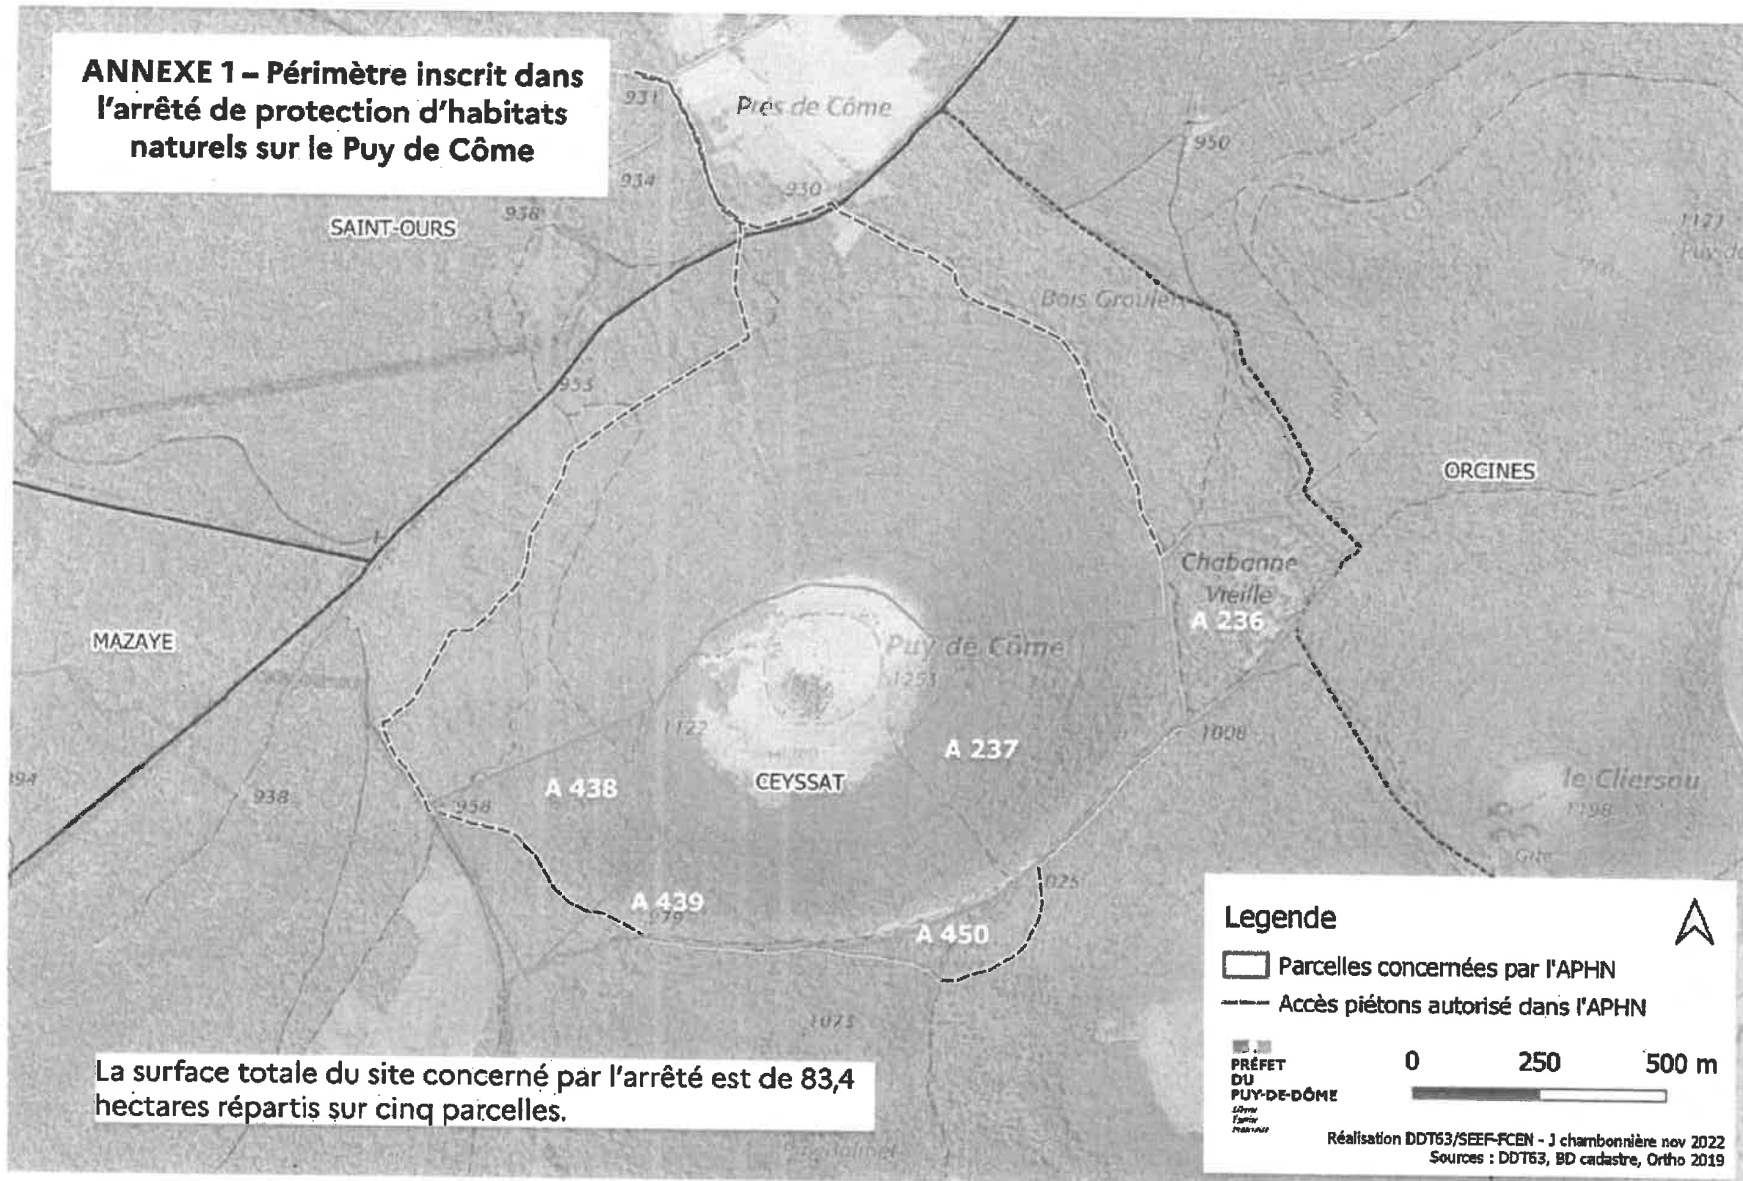 ANNEXE 1 – Périmètre inscrit dans
l'arrêté de protection d'habitats
naturels sur le Puy de Côme
931
Prés de Côme
934
930
938
950
SAINT-OURS
1121
Bois Groulier
953
ORCINES
Chabanne
Vieille
A 236
MAZAYE
Puy de Côme
1253
1122
1008
A 237
A 438
CEYSSAT
le Cliersou
1198
894
938
958
Gîte
A 439
979
A 450
1025
1073
La surface totale du site concerné par l'arrêté est de 83,4
hectares répartis sur cinq parcelles.
Legende
Parcelles concernées par l'APHN
Accès piétons autorisé dans l'APHN
PRÉFET
DU
PUY-DE-DÔME
0 250 500 m
Réalisation DDT63/SEEF-FCEN - J chambonnière nov 2022
Sources : DDT63, BD cadastre, Ortho 2019